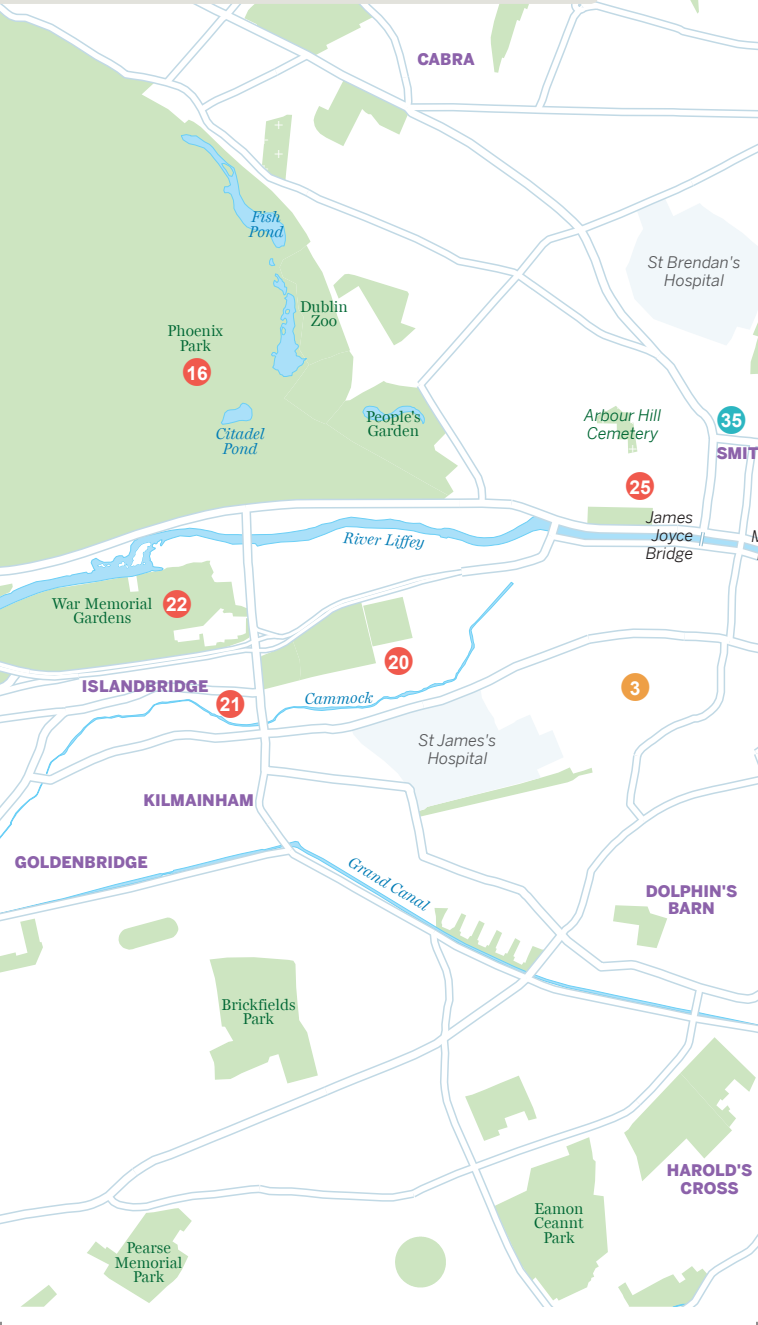 CABRA
Fish
Pond
St Brendan's
Hospital
Dublin
Zoo
Phoenix
Park
16
People's
Garden
Citadel
Pond
Arbour Hill
Cemetery
35
SMIT
25
James
Joyce
Bridge
M
River Liffey
War Memorial
Gardens
22
20
ISLANDBRIDGE
21
Cammock
3
St James's
Hospital
KILMAINHAM
GOLDENBRIDGE
Grand Canal
DOLPHIN'S
BARN
Brickfields
Park
HAROLD'S
CROSS
Eamon
Ceannt
Park
Pearse
Memorial
Park